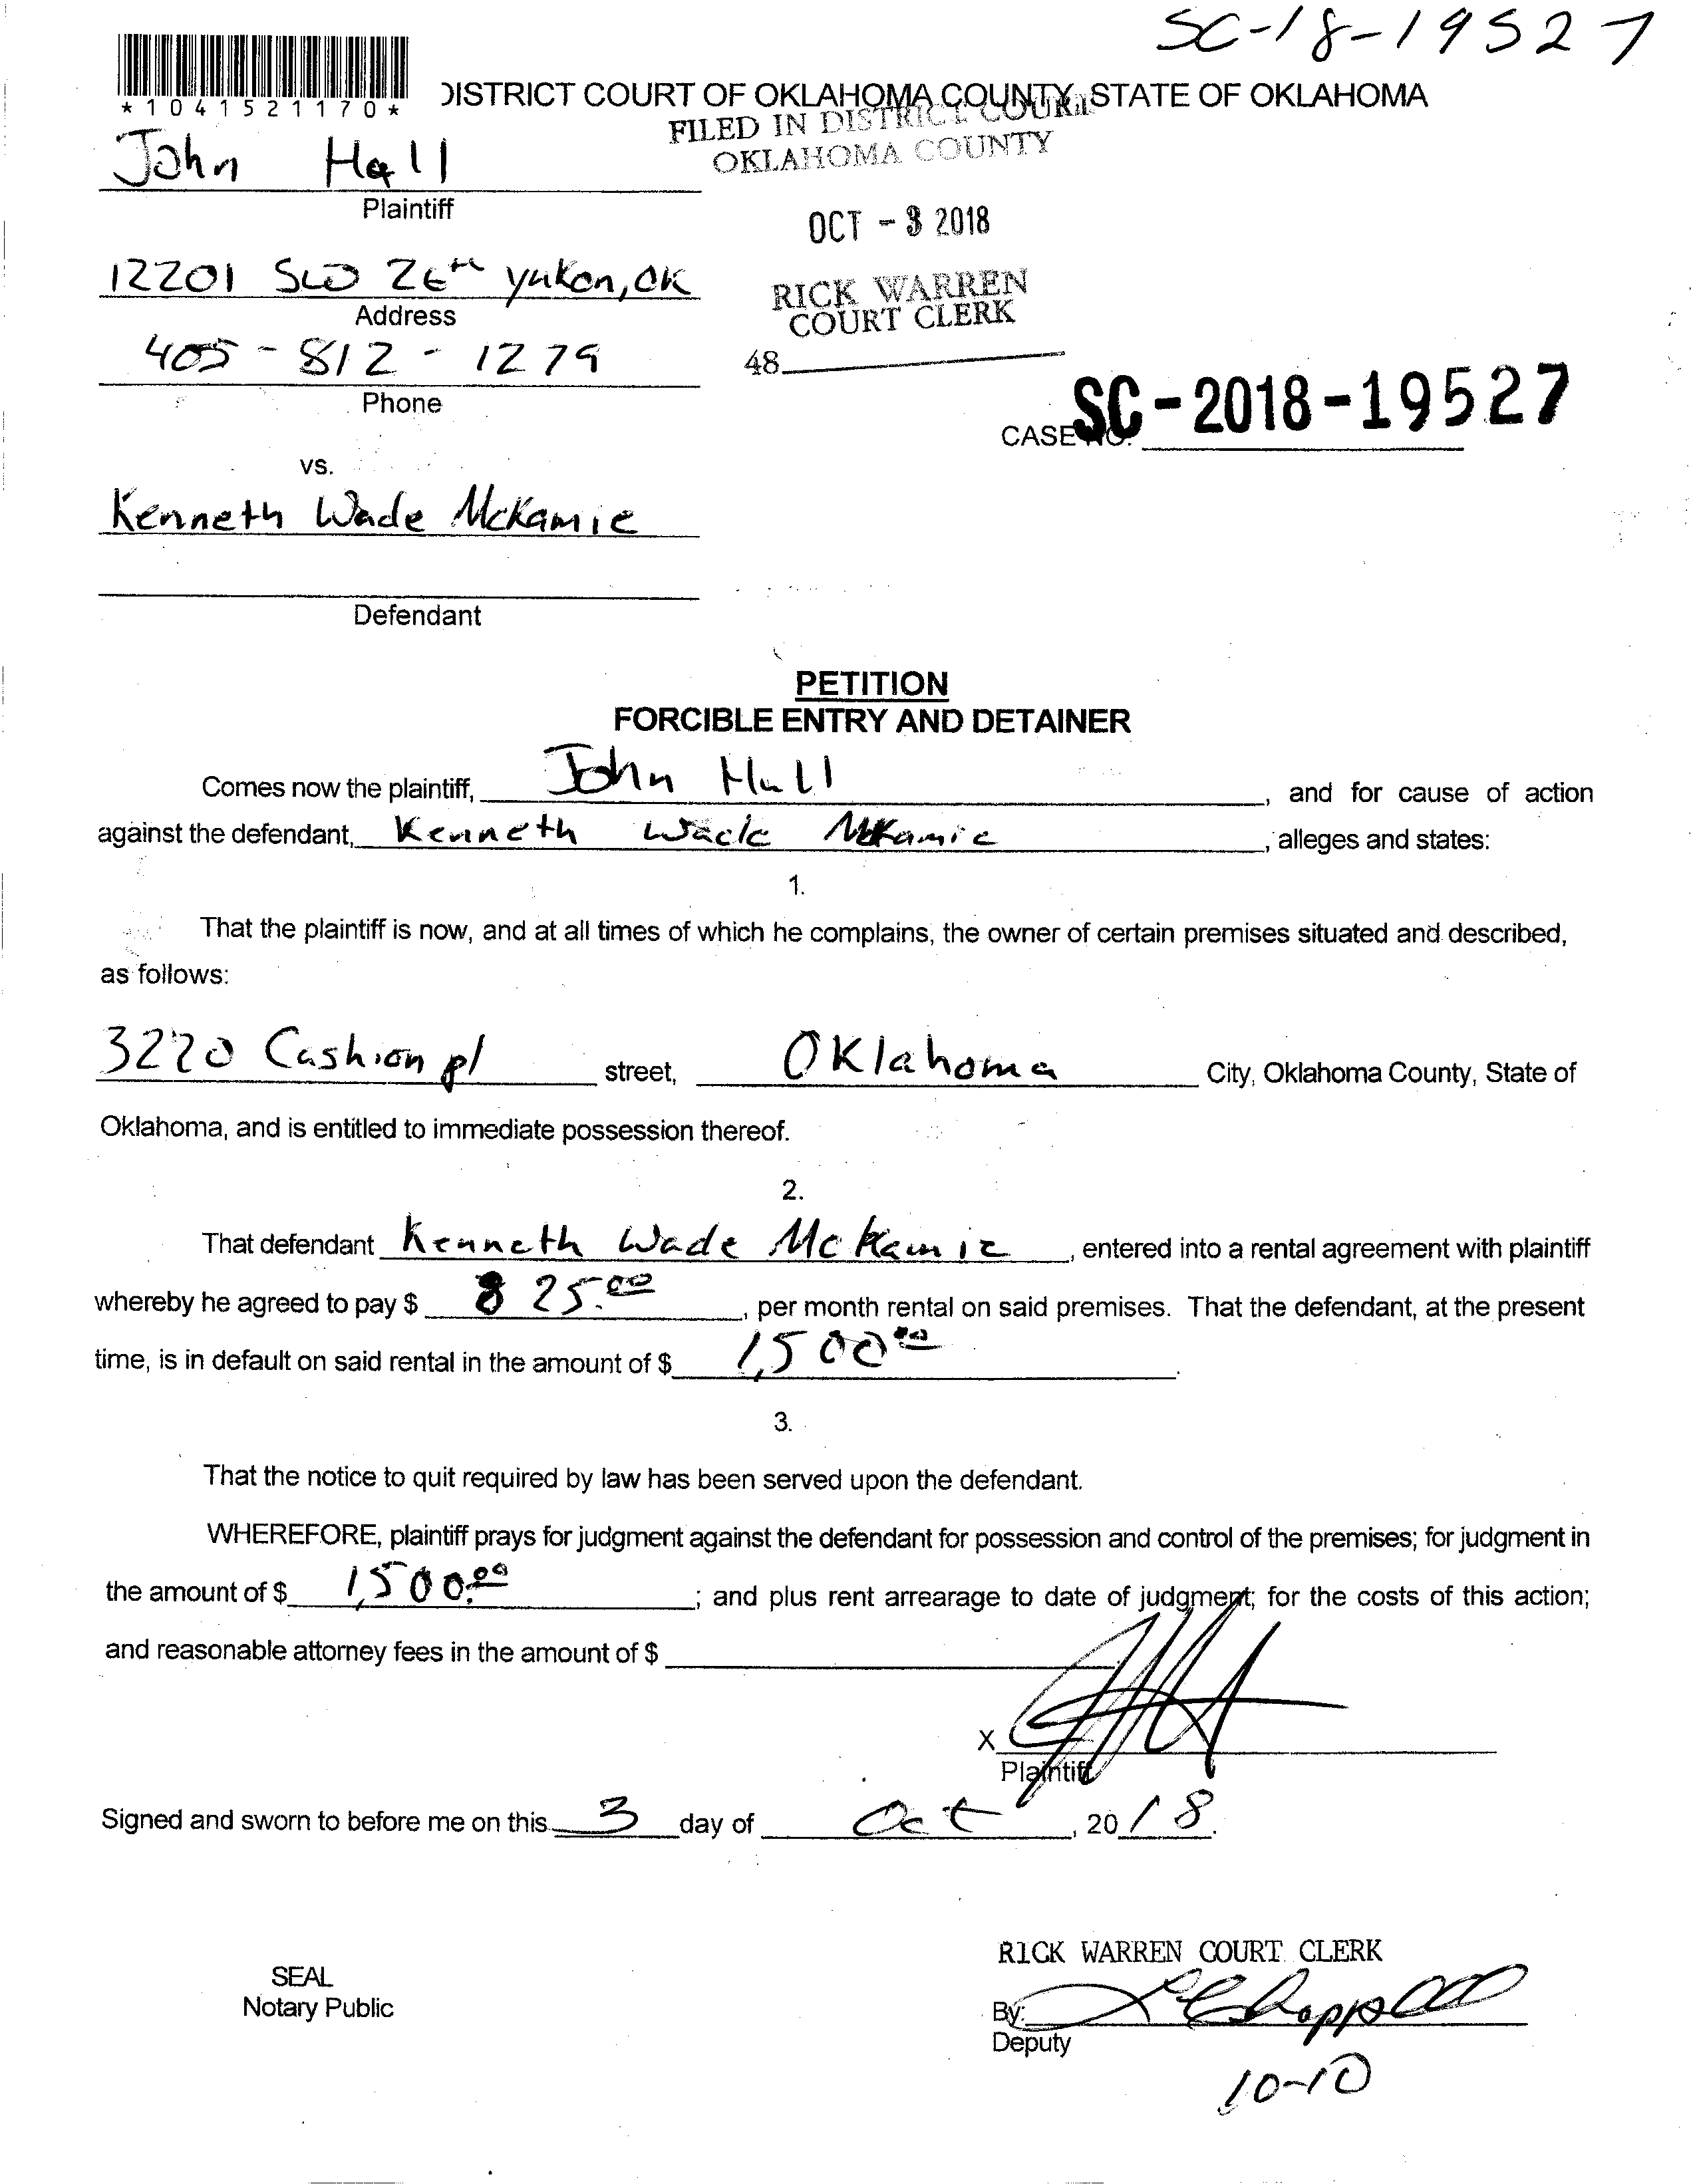 SC-18-19527
*1041521170*
DISTRICT COURT OF OKLAHOMA COUNTY, STATE OF OKLAHOMA
FILED IN DISTRICT COURT
OKLAHOMA COUNTY
John Hall
Plaintiff
OCT - 3 2018
12201 SW 26th Yukon, OK
Address
RICK WARREN
COURT CLERK
405-812-1279
Phone
48
CASE NO. SC-2018-19527
vs.
Kenneth Wade McKamie
Defendant
PETITION
FORCIBLE ENTRY AND DETAINER
Comes now the plaintiff, John Hall, and for cause of action
against the defendant, Kenneth Wade McKamie, alleges and states:
1.
That the plaintiff is now, and at all times of which he complains, the owner of certain premises situated and described,
as follows:
3220 Cashion pl street, Oklahoma City, Oklahoma County, State of
Oklahoma, and is entitled to immediate possession thereof.
2.
That defendant Kenneth Wade McKamie, entered into a rental agreement with plaintiff
whereby he agreed to pay $ 825.00, per month rental on said premises. That the defendant, at the present
time, is in default on said rental in the amount of $ 1,500 00.
3.
That the notice to quit required by law has been served upon the defendant.
WHEREFORE, plaintiff prays for judgment against the defendant for possession and control of the premises; for judgment in
the amount of $ 1,500.00; and plus rent arrearage to date of judgment; for the costs of this action;
and reasonable attorney fees in the amount of $
X
Plaintiff
Signed and sworn to before me on this 3 day of Oct, 2018.
RICK WARREN COURT CLERK
SEAL
Notary Public
By:
Deputy
10-10